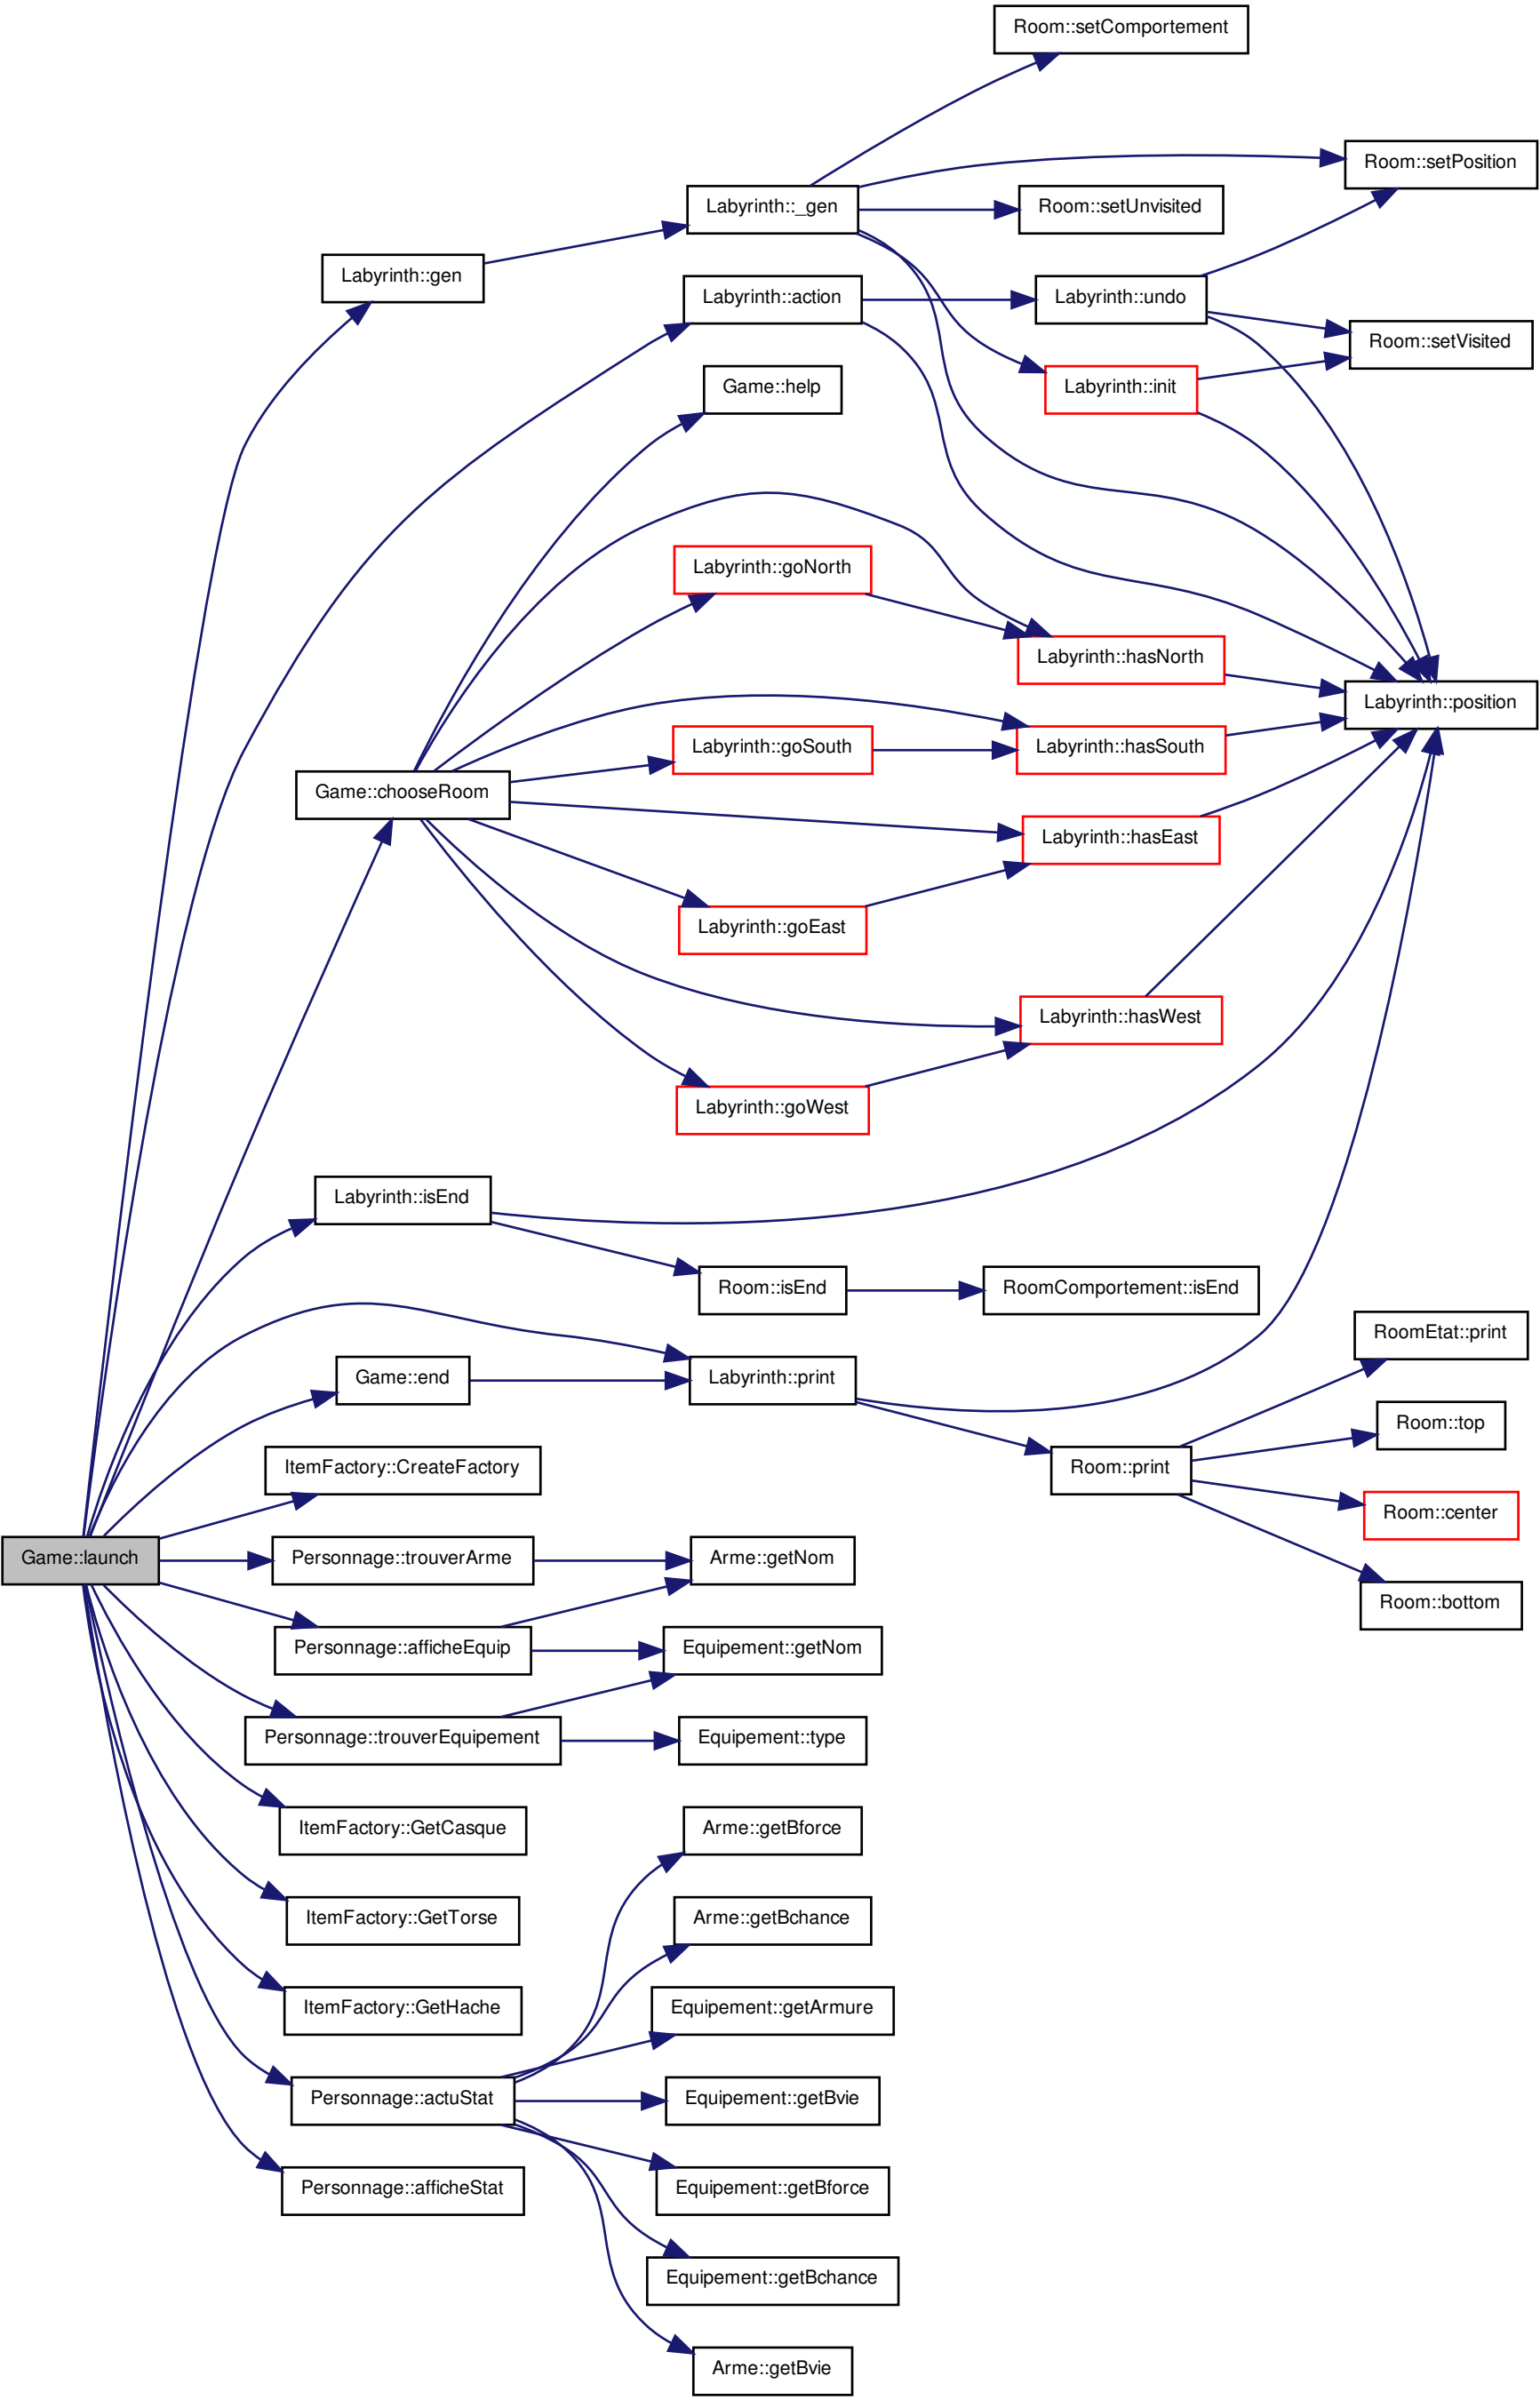 Room::setComportement
Room::setPosition
Labyrinth::_gen
Room::setUnvisited
Labyrinth::gen
Labyrinth::action
Labyrinth::undo
Room::setVisited
Game::help
Labyrinth::init
Labyrinth::goNorth
Labyrinth::hasNorth
Labyrinth::position
Labyrinth::goSouth
Labyrinth::hasSouth
Game::chooseRoom
Labyrinth::hasEast
Labyrinth::goEast
Labyrinth::hasWest
Labyrinth::goWest
Labyrinth::isEnd
Room::isEnd
RoomComportement::isEnd
RoomEtat::print
Game::end
Labyrinth::print
Room::top
ItemFactory::CreateFactory
Room::print
Room::center
Game::launch
Personnage::trouverArme
Arme::getNom
Room::bottom
Personnage::afficheEquip
Equipement::getNom
Personnage::trouverEquipement
Equipement::type
ItemFactory::GetCasque
Arme::getBforce
ItemFactory::GetTorse
Arme::getBchance
ItemFactory::GetHache
Equipement::getArmure
Personnage::actuStat
Equipement::getBvie
Personnage::afficheStat
Equipement::getBforce
Equipement::getBchance
Arme::getBvie